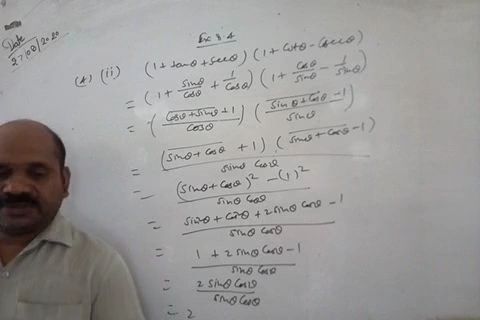 Date
27/08/2020
Ex 8.4
(4) (ii) (1 + tanθ + secθ) (1 + cotθ - cosecθ)
= (1 + sinθ/cosθ + 1/cosθ) (1 + cosθ/sinθ - 1/sinθ)
= (cosθ + sinθ + 1/cosθ) (sinθ + cosθ - 1/sinθ)
= (sinθ + cosθ + 1) (sinθ + cosθ - 1)/sinθ cosθ
= (sinθ + cosθ)² - (1)²/sinθ cosθ
= sin²θ + cos²θ + 2 sinθ cosθ - 1/sinθ cosθ
= 1 + 2 sinθ cosθ - 1/sinθ cosθ
= 2 sinθ cosθ/sinθ cosθ
= 2